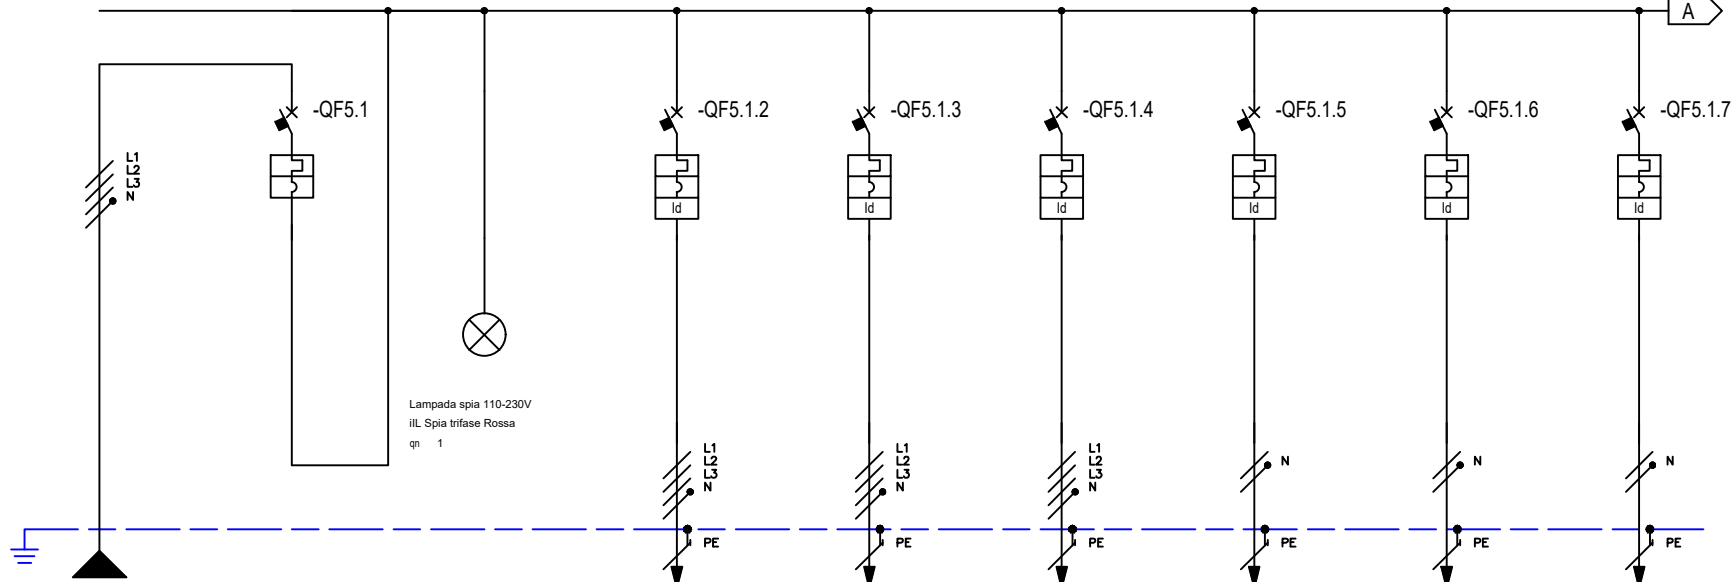 A
-QF5.1
-QF5.1.2
-QF5.1.3
-QF5.1.4
-QF5.1.5
-QF5.1.6
-QF5.1.7
L1
L2
L3
N
Id
Id
Id
Id
Id
Id
Lampada spia 110-230V
iIL Spia trifase Rossa
qn 1
L1
L2
L3
N
L1
L2
L3
N
L1
L2
L3
N
N
N
N
PE
PE
PE
PE
PE
PE